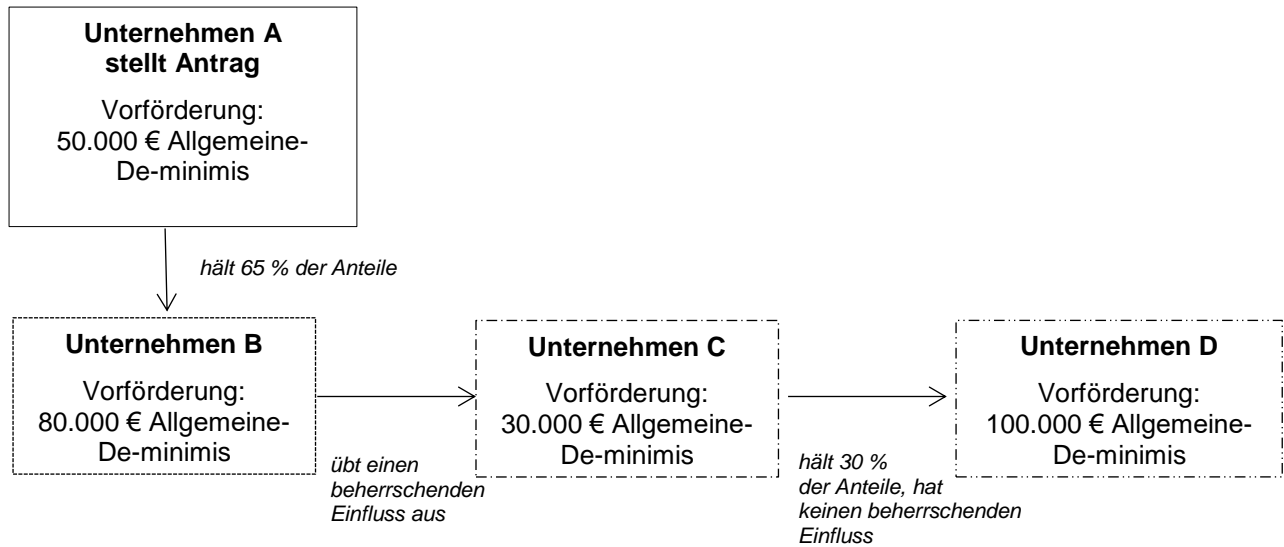 Unternehmen A
stellt Antrag
Vorförderung:
50.000 € Allgemeine-
De-minimis
hält 65 % der Anteile
Unternehmen B
Vorförderung:
80.000 € Allgemeine-
De-minimis
übt einen
beherrschenden
Einfluss aus
Unternehmen C
Vorförderung:
30.000 € Allgemeine-
De-minimis
hält 30 %
der Anteile, hat
keinen beherrschenden
Einfluss
Unternehmen D
Vorförderung:
100.000 € Allgemeine-
De-minimis